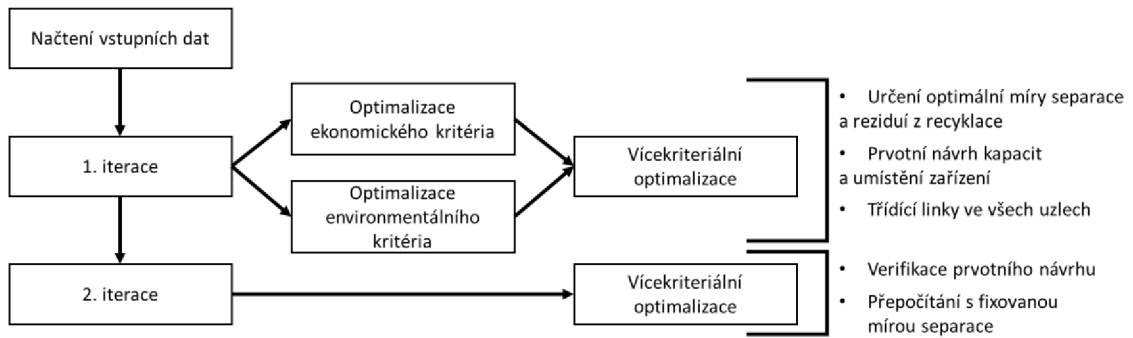 Načtení vstupních dat
Optimalizace
ekonomického kritéria
1. iterace
Optimalizace
environmentálního
kritéria
Vícekriteriální
optimalizace
• Určení optimální míry separace
a reziduí z recyklace
• Prvotní návrh kapacit
a umístění zařízení
• Třídící linky ve všech uzlech
2. iterace
Vícekriteriální
optimalizace
• Verifikace prvotního návrhu
• Přepočítání s fixovanou
mírou separace